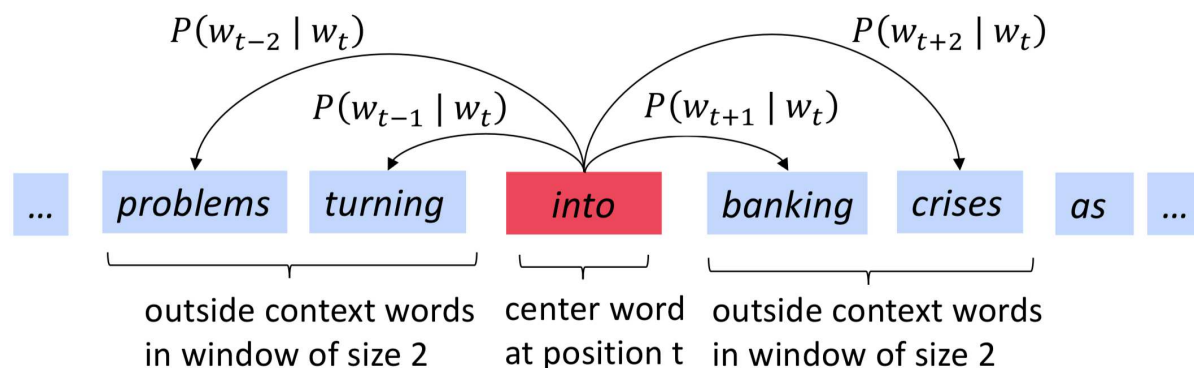 P(w_{t−2} | w_t) P(w_{t+2} | w_t)
P(w_{t−1} | w_t) P(w_{t+1} | w_t)
... problems turning into banking crises as ...
outside context words center word outside context words
in window of size 2 at position t in window of size 2